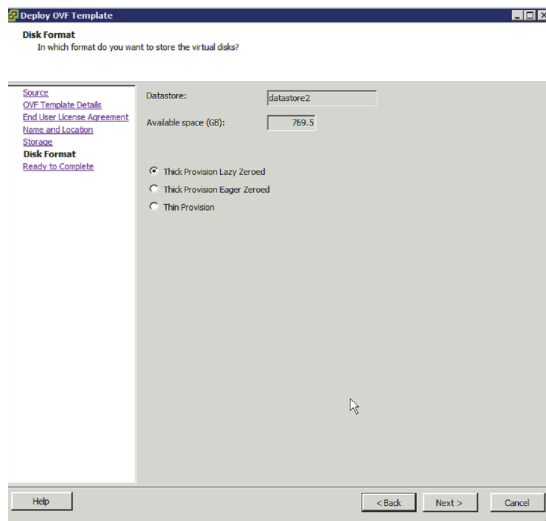 Deploy OVF Template
Disk Format
In which format do you want to store the virtual disks?
Source
OVF Template Details
End User License Agreement
Name and Location
Storage
Disk Format
Ready to Complete
Datastore:
datastore2
Available space (GB):
769.5
Thick Provision Lazy Zeroed
Thick Provision Eager Zeroed
Thin Provision
Help
< Back
Next >
Cancel